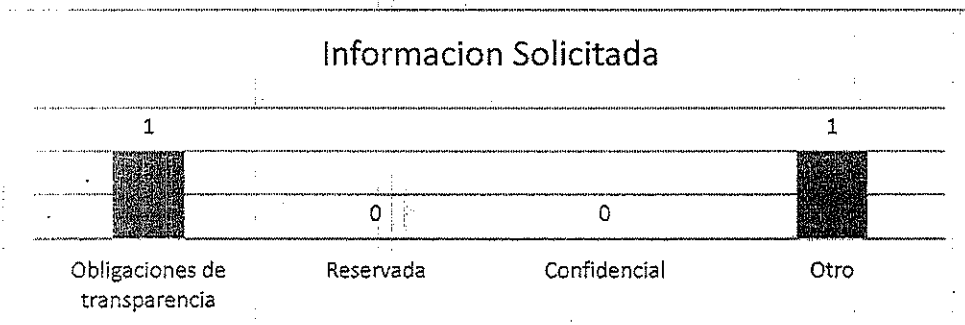 Informacion Solicitada
1
1
0
0
Obligaciones de
transparencia
Reservada
Confidencial
Otro